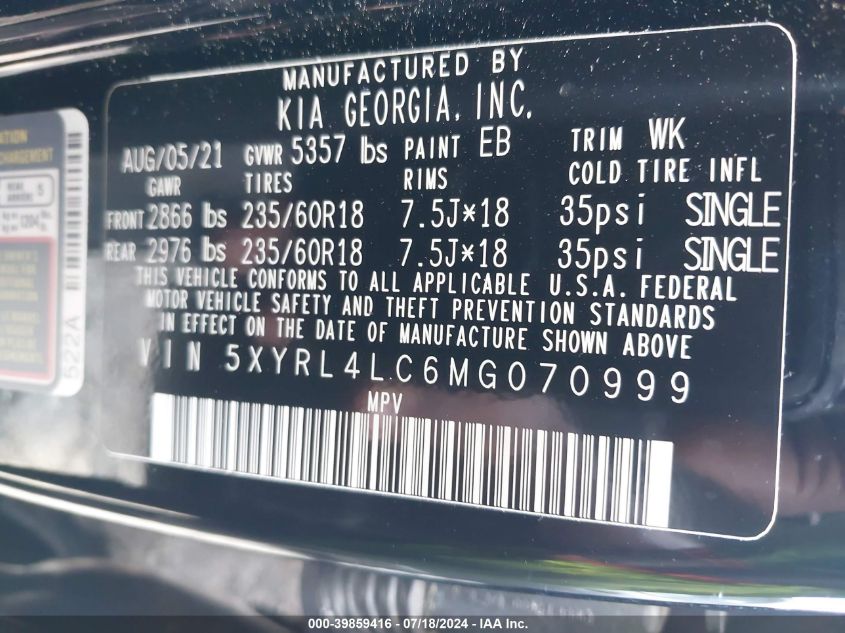 MANUFACTURED BY
KIA GEORGIA, INC.
AUG/05/21 GVWR 5357 lbs PAINT EB TRIM WK
GAWR TIRES RIMS COLD TIRE INFL
FRONT 2866 lbs 235/60R18 7.5J*18 35psi SINGLE
REAR 2976 lbs 235/60R18 7.5J*18 35psi SINGLE
THIS VEHICLE CONFORMS TO ALL APPLICABLE U.S.A. FEDERAL
MOTOR VEHICLE SAFETY AND THEFT PREVENTION STANDARDS
IN EFFECT ON THE DATE OF MANUFACTURE SHOWN ABOVE
VIN 5XYRL4LC6MG070999
MPV
522A
000-39859416 - 07/18/2024 - IAA Inc.